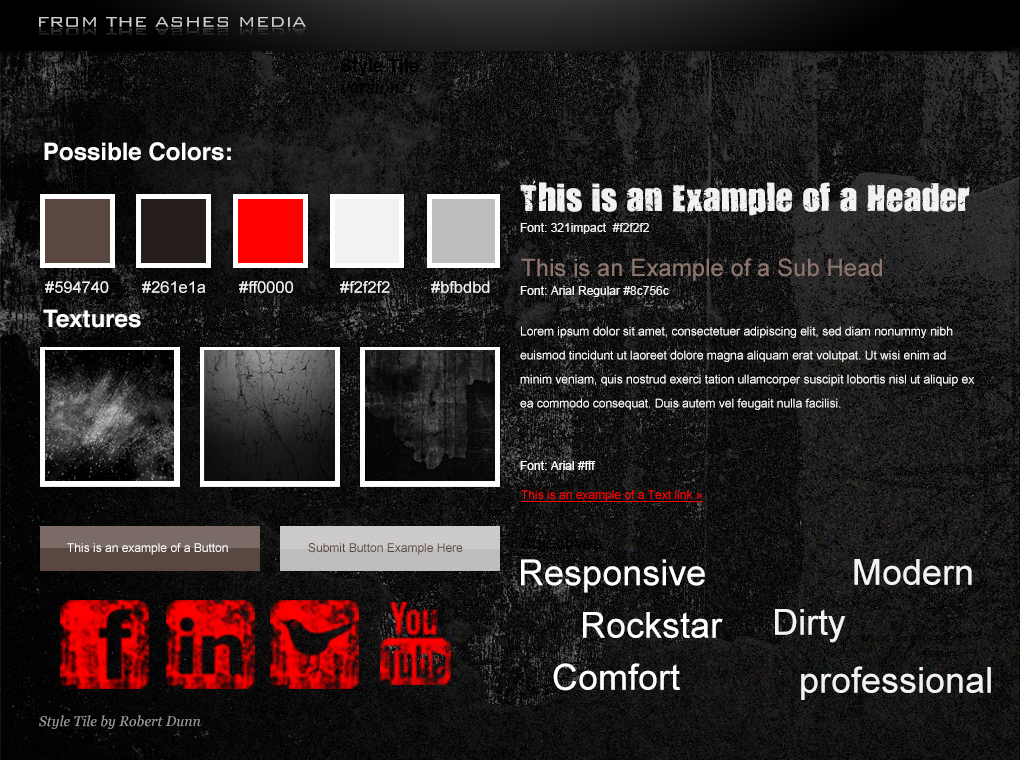 FROM THE ASHES MEDIA
Style Tile
version:1
Possible Colors:
#594740
#261e1a
#ff0000
#f2f2f2
#bfbdbd
Textures
This is an example of a Button
Submit Button Example Here
f
in
You
Tube
Style Tile by Robert Dunn
This is an Example of a Header
Font: 321impact #f2f2f2
This is an Example of a Sub Head
Font: Arial Regular #8c756c
Lorem ipsum dolor sit amet, consectetuer adipiscing elit, sed diam nonummy nibh
euismod tincidunt ut laoreet dolore magna aliquam erat volutpat. Ut wisi enim ad
minim veniam, quis nostrud exerci tation ullamcorper suscipit lobortis nisl ut aliquip ex
ea commodo consequat. Duis autem vel feugait nulla facilisi.
Font: Arial #fff
This is an example of a Text link »
Responsive
Modern
Rockstar
Dirty
Comfort
professional